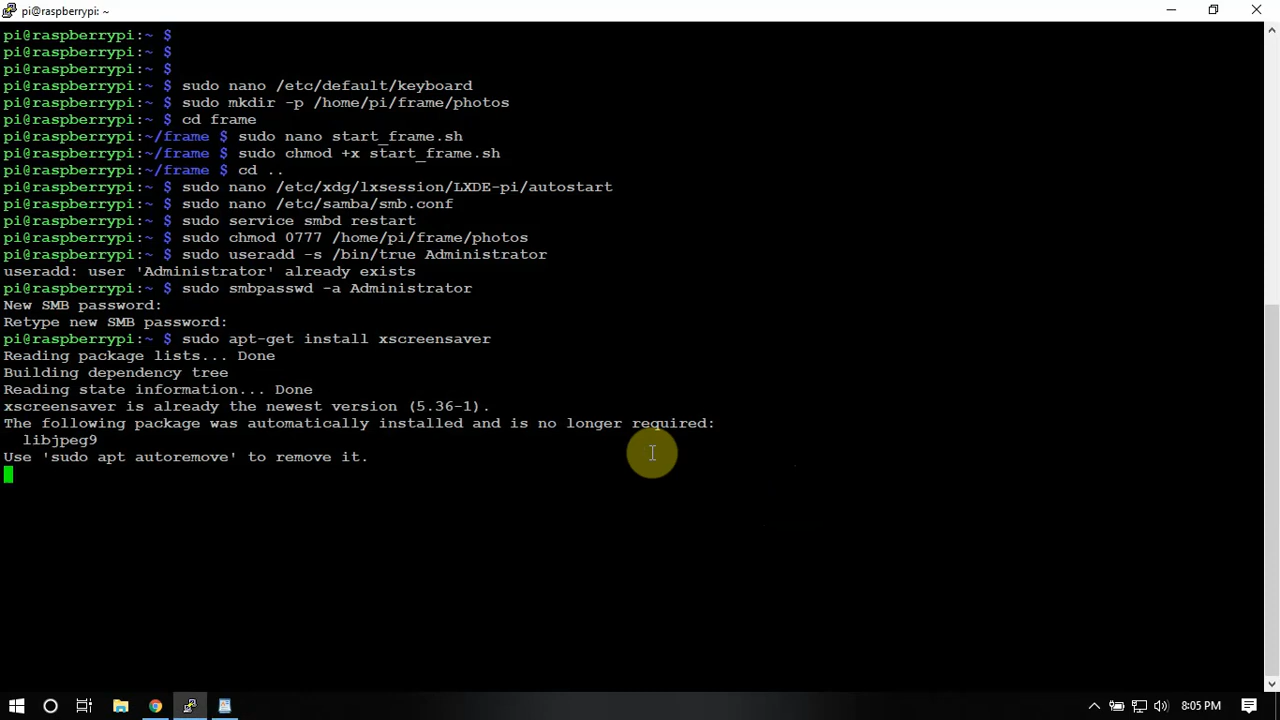 pi@raspberrypi: ~
pi@raspberrypi:~ $
pi@raspberrypi:~ $
pi@raspberrypi:~ $
pi@raspberrypi:~ $ sudo nano /etc/default/keyboard
pi@raspberrypi:~ $ sudo mkdir -p /home/pi/frame/photos
pi@raspberrypi:~ $ cd frame
pi@raspberrypi:~/frame $ sudo nano start_frame.sh
pi@raspberrypi:~/frame $ sudo chmod +x start_frame.sh
pi@raspberrypi:~/frame $ cd ..
pi@raspberrypi:~ $ sudo nano /etc/xdg/lxsession/LXDE-pi/autostart
pi@raspberrypi:~ $ sudo nano /etc/samba/smb.conf
pi@raspberrypi:~ $ sudo service smbd restart
pi@raspberrypi:~ $ sudo chmod 0777 /home/pi/frame/photos
pi@raspberrypi:~ $ sudo useradd -s /bin/true Administrator
useradd: user 'Administrator' already exists
pi@raspberrypi:~ $ sudo smbpasswd -a Administrator
New SMB password:
Retype new SMB password:
pi@raspberrypi:~ $ sudo apt-get install xscreensaver
Reading package lists... Done
Building dependency tree
Reading state information... Done
xscreensaver is already the newest version (5.36-1).
The following package was automatically installed and is no longer required:
  libjpeg9
Use 'sudo apt autoremove' to remove it.
8:05 PM